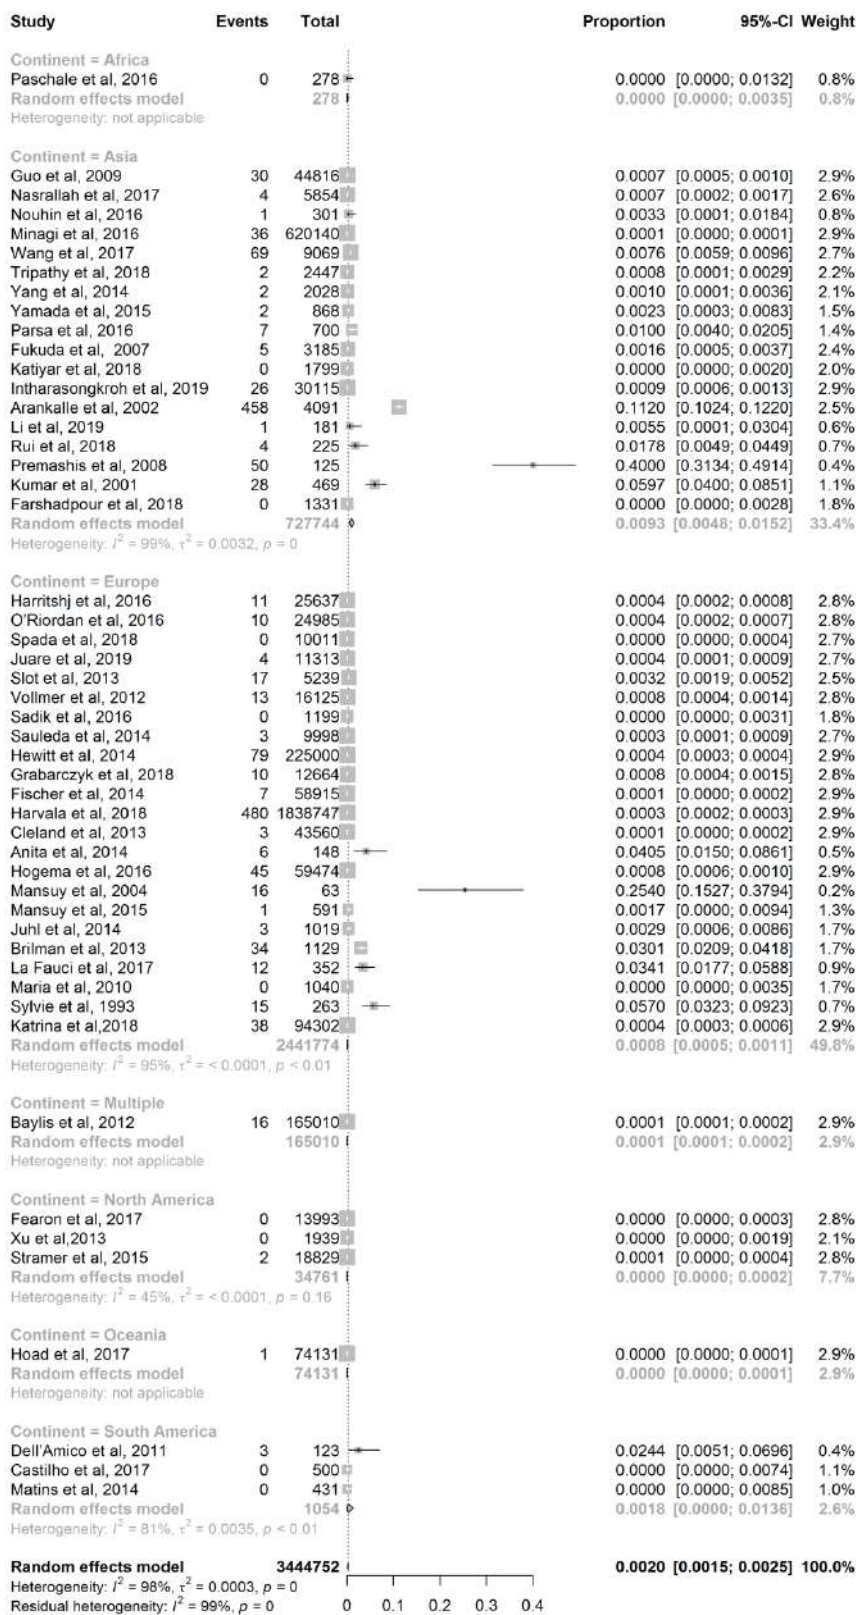 Study Events Total Proportion 95%-CI Weight
Continent = Africa
Paschale et al, 2016 0 278 0.0000 [0.0000; 0.0132] 0.8%
Random effects model 278 0.0000 [0.0000; 0.0035] 0.8%
Heterogeneity: not applicable
Continent = Asia
Guo et al, 2009 30 44816 0.0007 [0.0005; 0.0010] 2.9%
Nasrallah et al, 2017 4 5854 0.0007 [0.0002; 0.0017] 2.6%
Nouhin et al, 2016 1 301 0.0033 [0.0001; 0.0184] 0.8%
Minagi et al, 2016 36 620140 0.0001 [0.0000; 0.0001] 2.9%
Wang et al, 2017 69 9069 0.0076 [0.0059; 0.0096] 2.7%
Tripathy et al, 2018 2 2447 0.0008 [0.0001; 0.0029] 2.2%
Yang et al, 2014 2 2028 0.0010 [0.0001; 0.0036] 2.1%
Yamada et al, 2015 2 868 0.0023 [0.0003; 0.0083] 1.5%
Parsa et al, 2016 7 700 0.0100 [0.0040; 0.0205] 1.4%
Fukuda et al, 2007 5 3185 0.0016 [0.0005; 0.0037] 2.4%
Katiyar et al, 2018 0 1799 0.0000 [0.0000; 0.0020] 2.0%
Intharasongkroh et al, 2019 26 30115 0.0009 [0.0006; 0.0013] 2.9%
Arankalle et al, 2002 458 4091 0.1120 [0.1024; 0.1220] 2.5%
Li et al, 2019 1 181 0.0055 [0.0001; 0.0304] 0.6%
Rui et al, 2018 4 225 0.0178 [0.0049; 0.0449] 1.1%
Premashis et al, 2008 50 125 0.4000 [0.3134; 0.4914] 0.4%
Kumar et al, 2001 28 469 0.0597 [0.0400; 0.0851] 1.1%
Farshadpour et al, 2018 0 1331 0.0000 [0.0000; 0.0028] 1.8%
Random effects model 727744 0.0093 [0.0048; 0.0152] 33.4%
Heterogeneity: I² = 99%, τ² = 0.0032, p = 0
Continent = Europe
Harritshj et al, 2016 11 25637 0.0004 [0.0002; 0.0008] 2.8%
O'Riordan et al, 2016 10 24985 0.0004 [0.0002; 0.0007] 2.8%
Spada et al, 2018 0 10011 0.0000 [0.0000; 0.0004] 2.7%
Juare et al, 2019 4 11313 0.0004 [0.0001; 0.0009] 2.7%
Slot et al, 2013 17 5239 0.0032 [0.0019; 0.0052] 2.5%
Vollmer et al, 2012 13 16125 0.0008 [0.0004; 0.0014] 2.8%
Sadik et al, 2016 0 1199 0.0000 [0.0000; 0.0031] 1.8%
Sauleda et al, 2014 3 9998 0.0003 [0.0001; 0.0009] 2.7%
Hewitt et al, 2014 79 225000 0.0004 [0.0003; 0.0004] 2.9%
Grabarczyk et al, 2018 10 12664 0.0008 [0.0004; 0.0015] 2.8%
Fischer et al, 2014 7 58915 0.0001 [0.0000; 0.0002] 2.9%
Harvala et al, 2018 480 1838747 0.0003 [0.0002; 0.0003] 2.9%
Cleland et al, 2013 3 43560 0.0001 [0.0000; 0.0002] 2.9%
Anita et al, 2014 6 148 0.0405 [0.0150; 0.0861] 0.5%
Hogema et al, 2016 45 59474 0.0008 [0.0006; 0.0010] 2.9%
Mansuy et al, 2004 16 63 0.2540 [0.1527; 0.3794] 0.2%
Mansuy et al, 2015 1 591 0.0017 [0.0000; 0.0094] 1.3%
Juhl et al, 2014 3 1019 0.0029 [0.0006; 0.0086] 1.7%
Brilman et al, 2013 34 1129 0.0301 [0.0209; 0.0418] 1.7%
La Fauci et al, 2017 12 352 0.0341 [0.0177; 0.0588] 0.9%
Maria et al, 2010 0 1040 0.0000 [0.0000; 0.0035] 1.7%
Sylvie et al, 1993 15 263 0.0570 [0.0323; 0.0923] 0.7%
Katrina et al,2018 38 94302 0.0004 [0.0003; 0.0006] 2.9%
Random effects model 2441774 0.0008 [0.0005; 0.0011] 49.8%
Heterogeneity: I² = 95%, τ² = < 0.0001, p < 0.01
Continent = Multiple
Baylis et al, 2012 16 165010 0.0001 [0.0001; 0.0002] 2.9%
Random effects model 165010 0.0001 [0.0001; 0.0002] 2.9%
Heterogeneity: not applicable
Continent = North America
Fearon et al, 2017 0 13993 0.0000 [0.0000; 0.0003] 2.8%
Xu et al,2013 0 1939 0.0000 [0.0000; 0.0019] 2.1%
Stramer et al, 2015 2 18829 0.0001 [0.0000; 0.0004] 2.8%
Random effects model 34761 0.0000 [0.0000; 0.0002] 7.7%
Heterogeneity: I² = 45%, τ² = < 0.0001, p = 0.16
Continent = Oceania
Hoad et al, 2017 1 74131 0.0000 [0.0000; 0.0001] 2.9%
Random effects model 74131 0.0000 [0.0000; 0.0001] 2.9%
Heterogeneity: not applicable
Continent = South America
Dell'Amico et al, 2011 3 123 0.0244 [0.0051; 0.0696] 0.4%
Castilho et al, 2017 0 500 0.0000 [0.0000; 0.0074] 1.1%
Matins et al, 2014 0 431 0.0000 [0.0000; 0.0085] 1.0%
Random effects model 1054 0.0018 [0.0000; 0.0136] 2.6%
Heterogeneity: I² = 81%, τ² = 0.0035, p < 0.01
Random effects model 3444752 0.0020 [0.0015; 0.0025] 100.0%
Heterogeneity: I² = 98%, τ² = 0.0003, p = 0
Residual heterogeneity: I² = 99%, p = 0
0 0.1 0.2 0.3 0.4